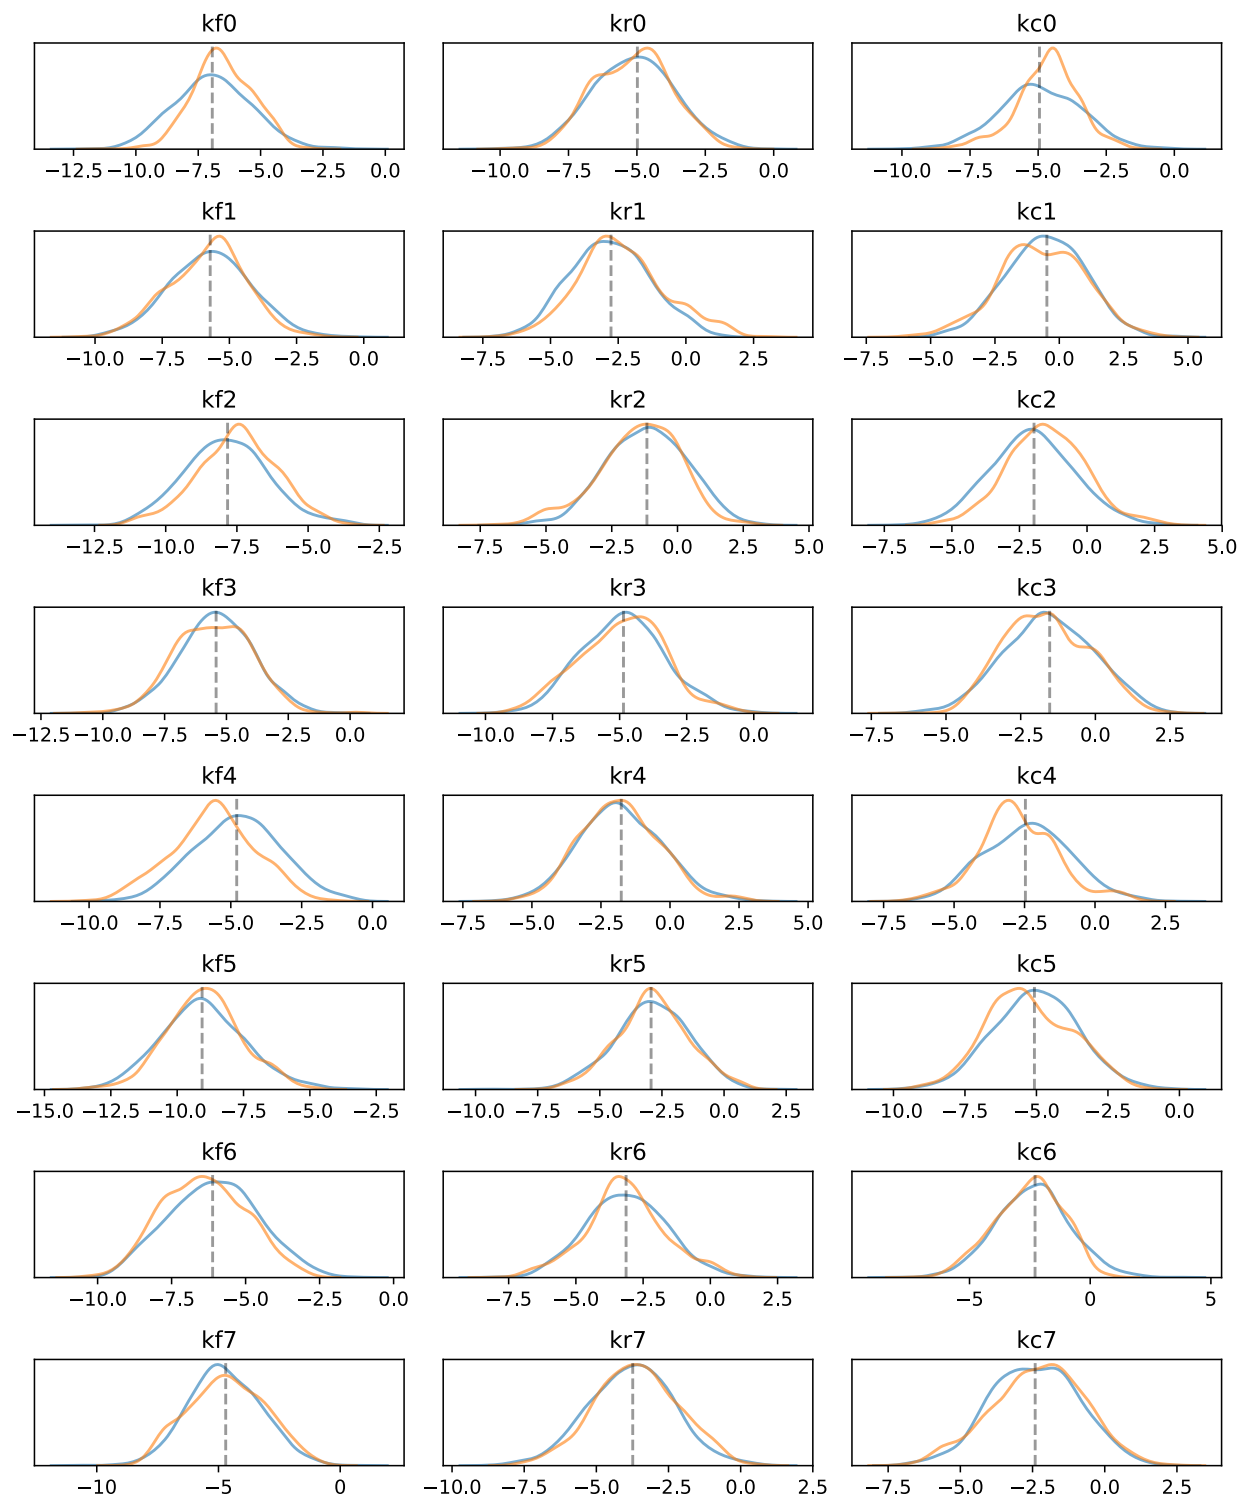 kf0 kr0 kc0
−12.5 −10.0 −7.5 −5.0 −2.5 0.0 −10.0 −7.5 −5.0 −2.5 0.0 −10.0 −7.5 −5.0 −2.5 0.0
kf1 kr1 kc1
−10.0 −7.5 −5.0 −2.5 0.0 −7.5 −5.0 −2.5 0.0 2.5 −7.5 −5.0 −2.5 0.0 2.5 5.0
kf2 kr2 kc2
−12.5 −10.0 −7.5 −5.0 −2.5 −7.5 −5.0 −2.5 0.0 2.5 5.0 −7.5 −5.0 −2.5 0.0 2.5 5.0
kf3 kr3 kc3
−12.5 −10.0 −7.5 −5.0 −2.5 0.0 −10.0 −7.5 −5.0 −2.5 0.0 −7.5 −5.0 −2.5 0.0 2.5
kf4 kr4 kc4
−10.0 −7.5 −5.0 −2.5 0.0 −7.5 −5.0 −2.5 0.0 2.5 5.0 −7.5 −5.0 −2.5 0.0 2.5
kf5 kr5 kc5
−15.0 −12.5 −10.0 −7.5 −5.0 −2.5 −10.0 −7.5 −5.0 −2.5 0.0 2.5 −10.0 −7.5 −5.0 −2.5 0.0
kf6 kr6 kc6
−10.0 −7.5 −5.0 −2.5 0.0 −7.5 −5.0 −2.5 0.0 2.5 −5 0 5
kf7 kr7 kc7
−10 −5 0 −10.0 −7.5 −5.0 −2.5 0.0 2.5 −7.5 −5.0 −2.5 0.0 2.5